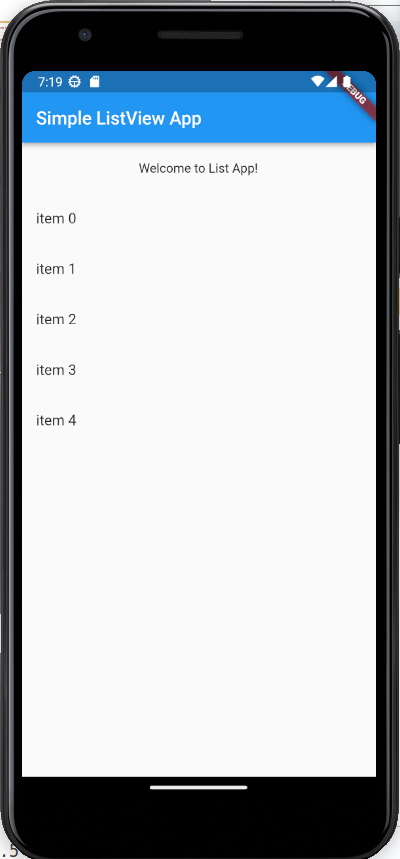 7:19
DEBUG
Simple ListView App
Welcome to List App!
item 0
item 1
item 2
item 3
item 4
.5